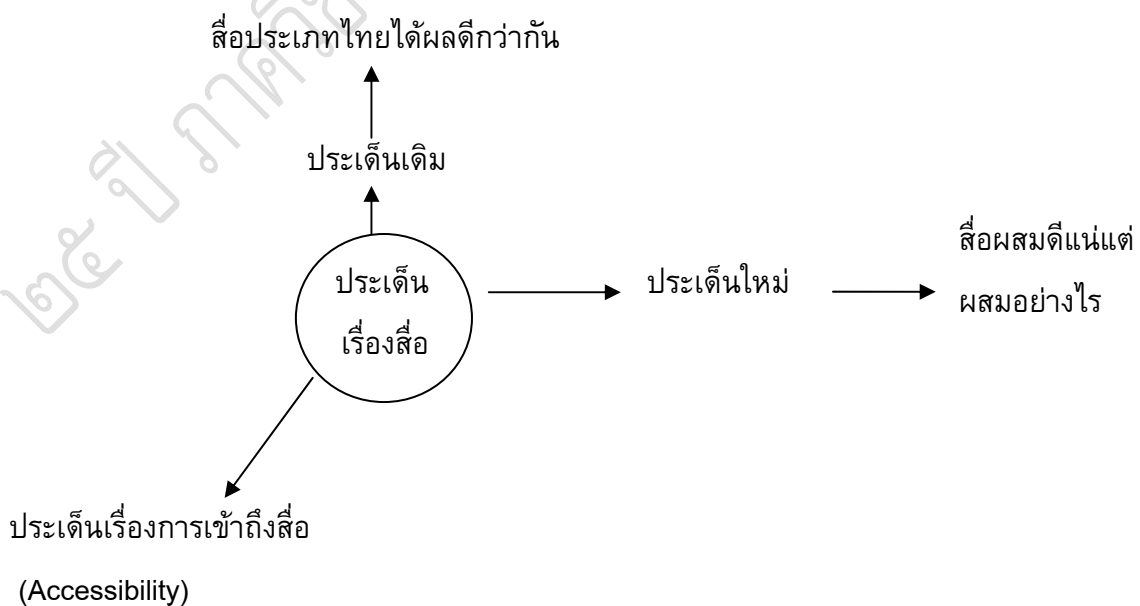 สื่อประเภทไทยได้ผลดีกว่ากัน
ประเด็นเดิม
ประเด็น
เรื่องสื่อ
ประเด็นใหม่
สื่อผสมดีแน่แต่
ผสมอย่างไร
ประเด็นเรื่องการเข้าถึงสื่อ
(Accessibility)
๒๕ ปี